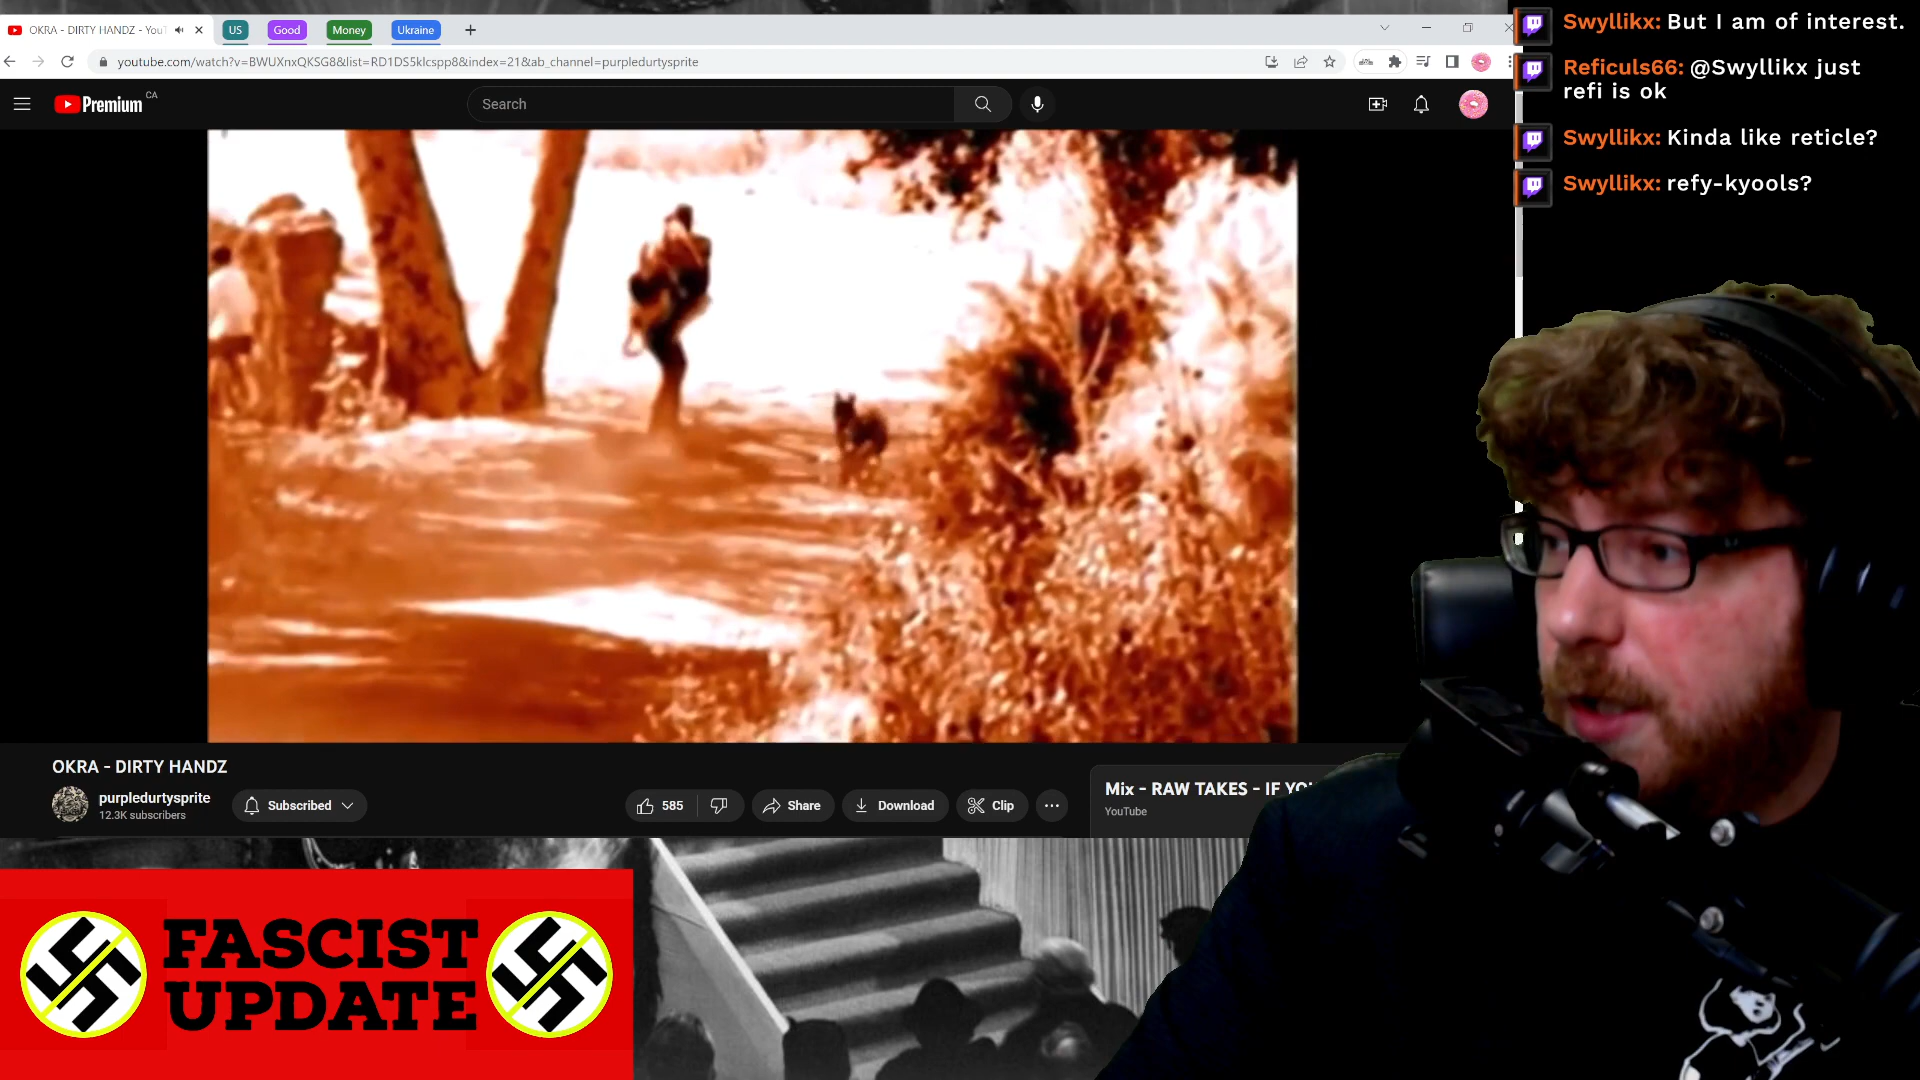 OKRA - DIRTY HANDZ - YouT
US
Good
Money
Ukraine
youtube.com/watch?v=BWUXnxQKSG8&list=RD1DS5klcspp8&index=21&ab_channel=purpledurtysprite
Premium CA
Search
OKRA - DIRTY HANDZ
purpledurtysprite
12.3K subscribers
Subscribed
585
Share
Download
Clip
Mix - RAW TAKES - IF YO
YouTube
FASCIST
UPDATE
Swyllikx: But I am of interest.
Reficuls66: @Swyllikx just
refi is ok
Swyllikx: Kinda like reticle?
Swyllikx: refy-kyools?